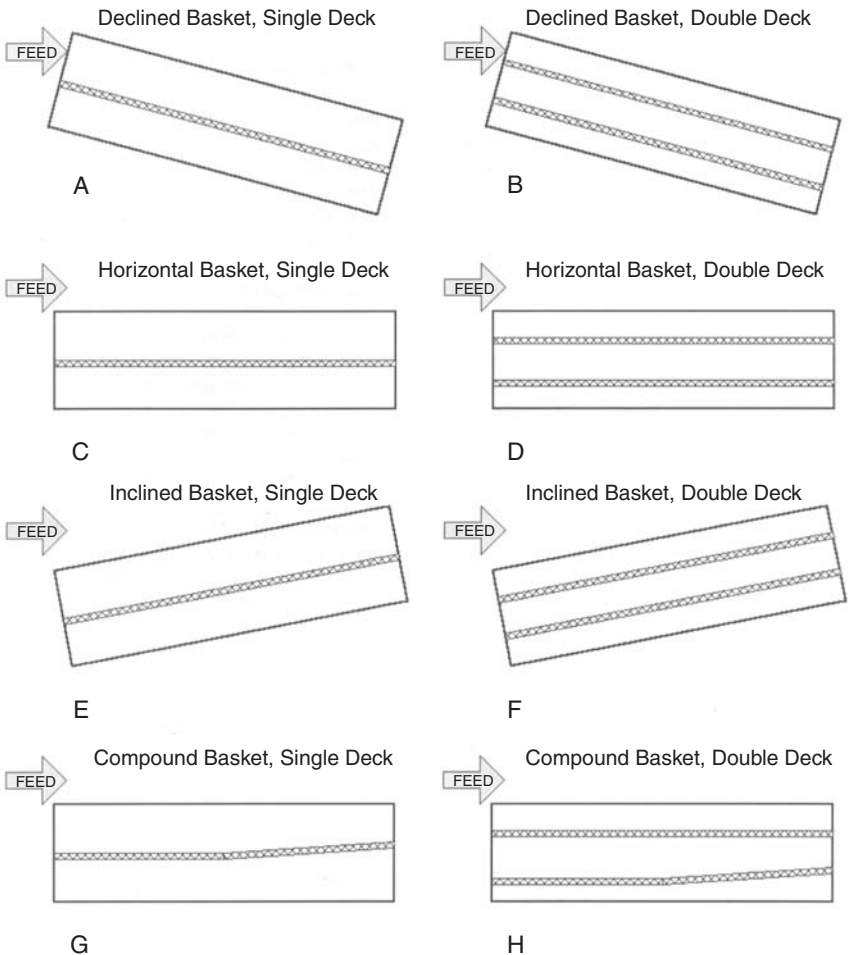 Declined Basket, Single Deck
FEED
A
Declined Basket, Double Deck
FEED
B
Horizontal Basket, Single Deck
FEED
C
Horizontal Basket, Double Deck
FEED
D
Inclined Basket, Single Deck
FEED
E
Inclined Basket, Double Deck
FEED
F
Compound Basket, Single Deck
FEED
G
Compound Basket, Double Deck
FEED
H